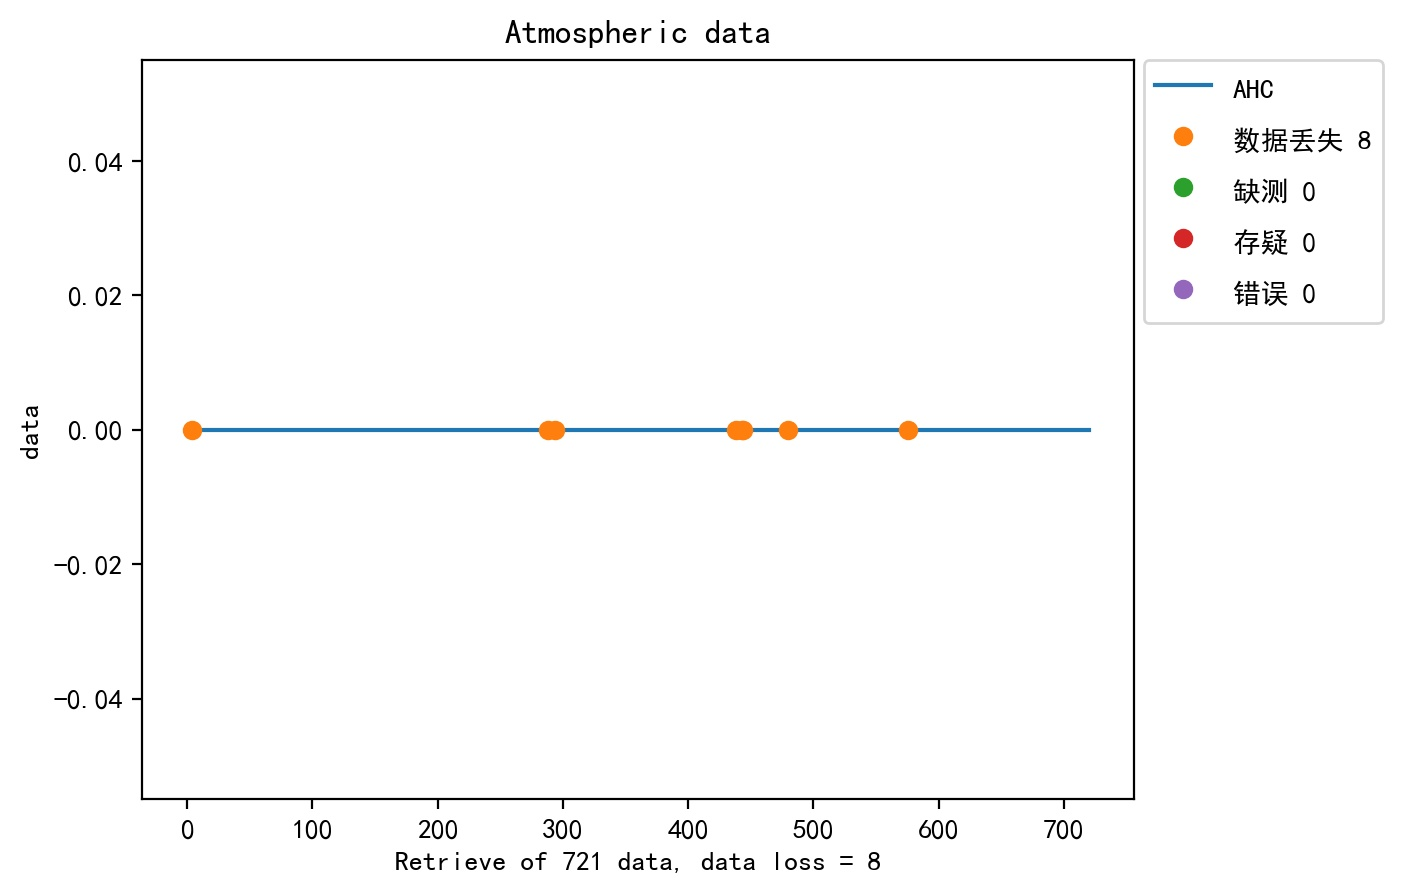 Atmospheric data
AHC
数据丢失 8
缺测 0
存疑 0
错误 0
0.04
0.02
0.00
-0.02
-0.04
data
0 100 200 300 400 500 600 700
Retrieve of 721 data, data loss = 8